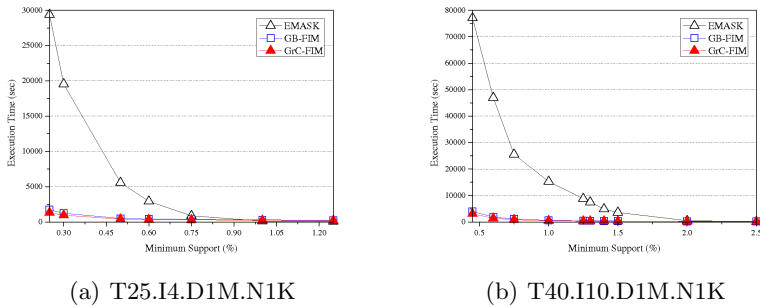 30000
25000
20000
15000
10000
5000
0
Execution Time (sec)
EMASK
GB-FIM
GrC-FIM
0.30 0.45 0.60 0.75 0.90 1.05 1.20
Minimum Support (%)
(a) T25.I4.D1M.N1K
80000
70000
60000
50000
40000
30000
20000
10000
0
Execution Time (sec)
EMASK
GB-FIM
GrC-FIM
0.5 1.0 1.5 2.0 2.5
Minimum Support (%)
(b) T40.I10.D1M.N1K